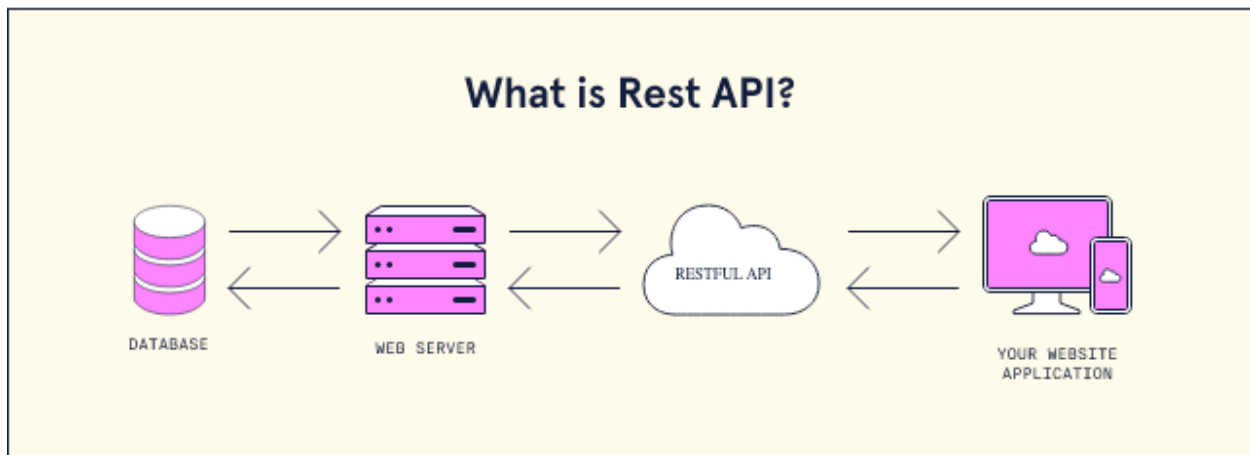 What is Rest API?
RESTFUL API
DATABASE
WEB SERVER
YOUR WEBSITE
APPLICATION